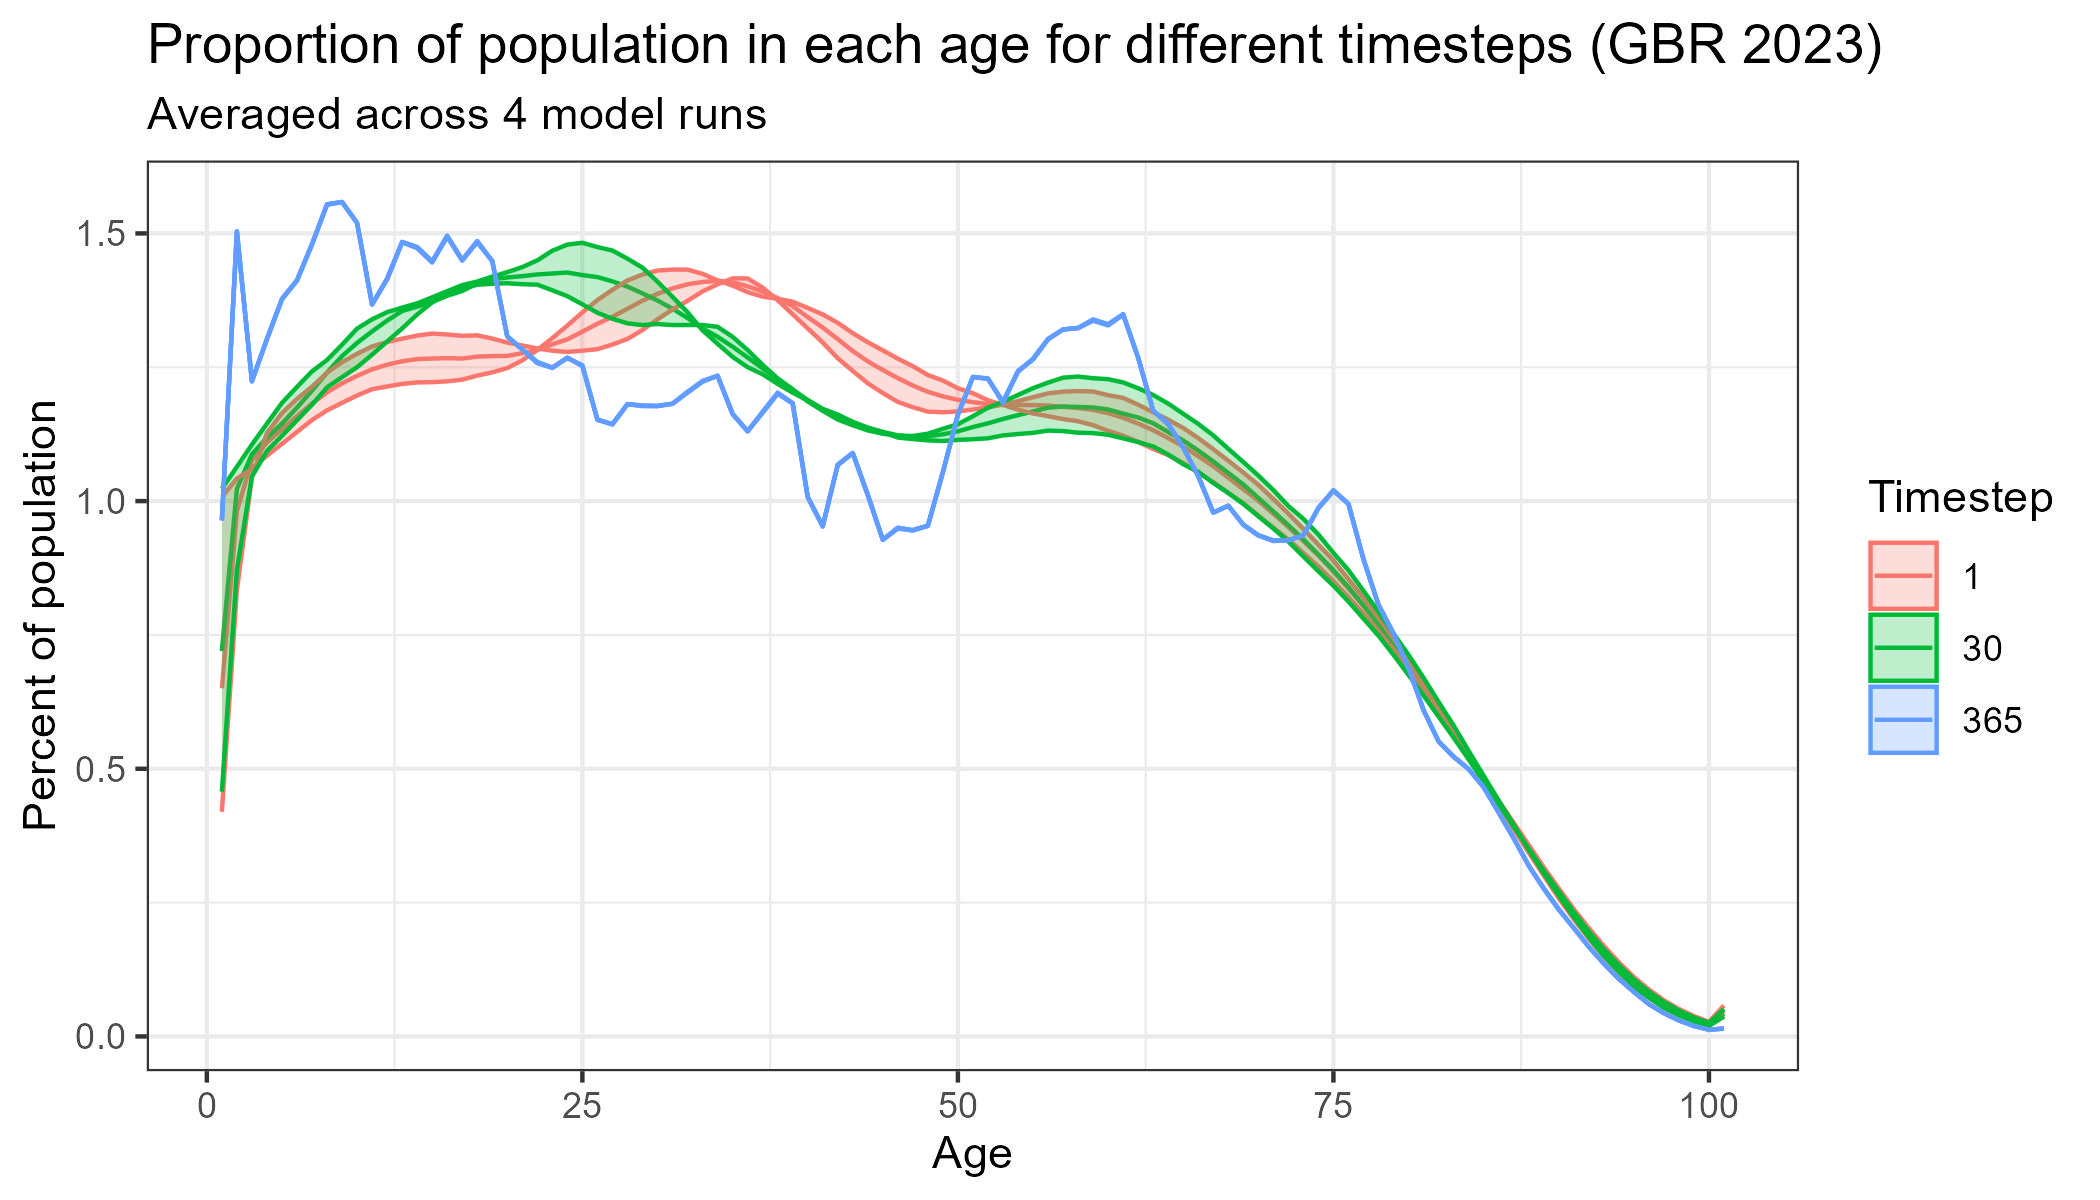 Proportion of population in each age for different timesteps (GBR 2023)
Averaged across 4 model runs
Percent of population
1.5
1.0
0.5
0.0
0
25
50
75
100
Age
Timestep
1
30
365